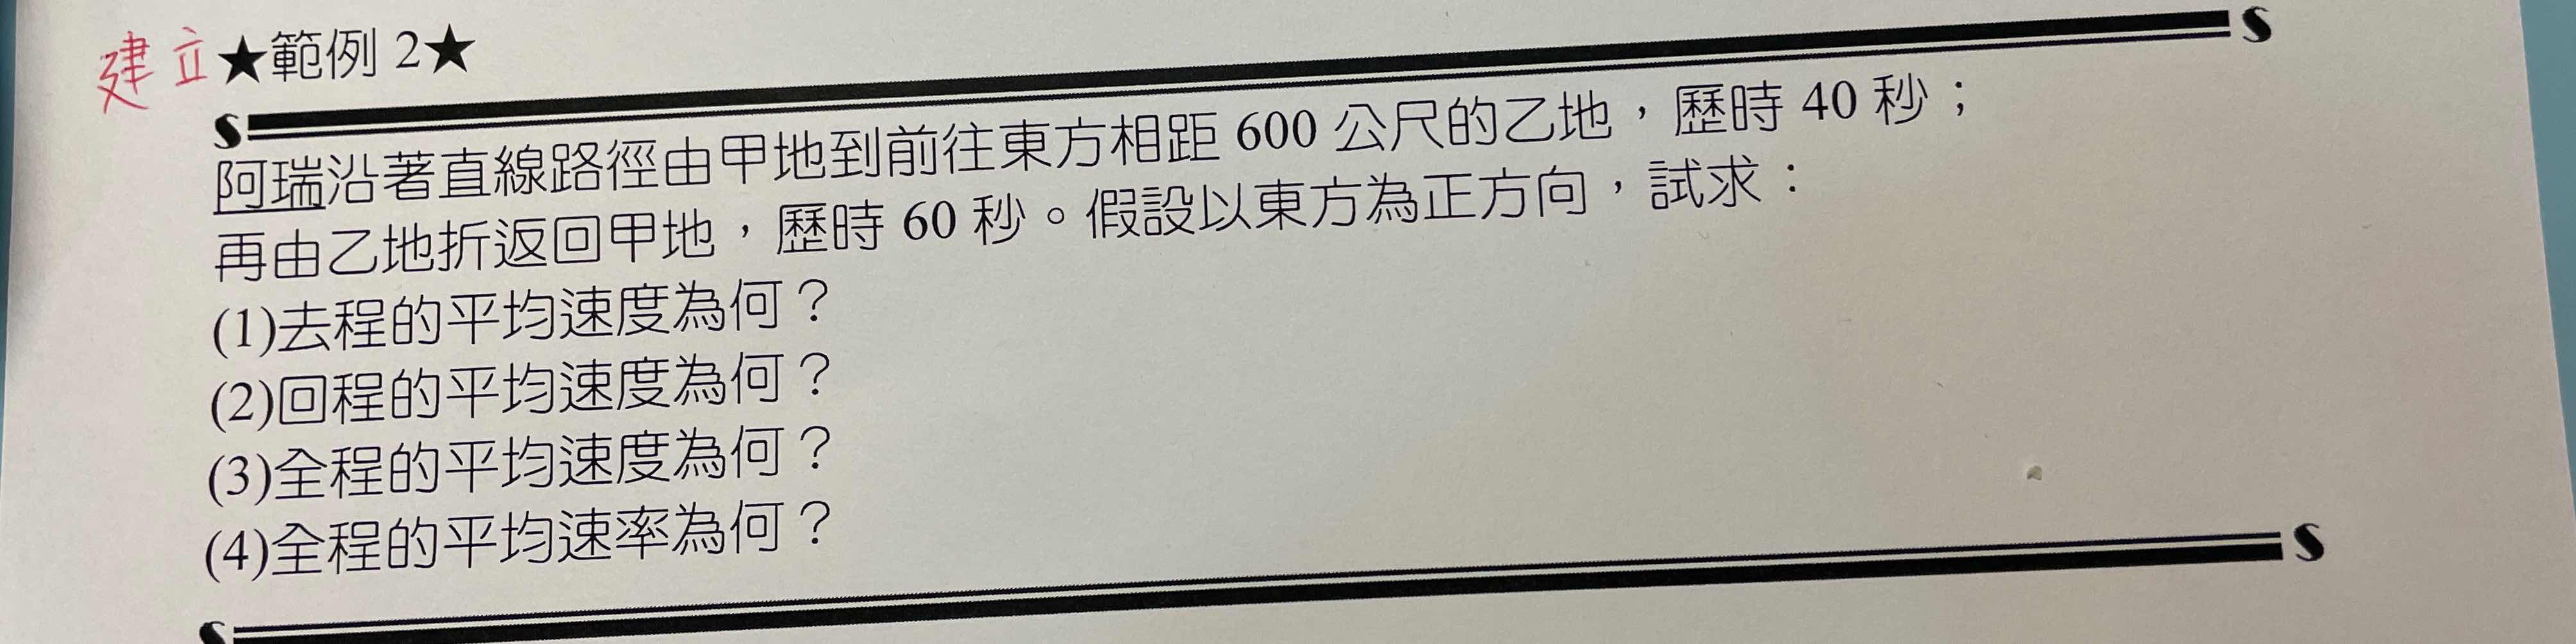 建立★範例 2★
阿瑞沿著直線路徑由甲地到前往東方相距 600 公尺的乙地，歷時 40 秒；
再由乙地折返回甲地，歷時 60 秒。假設以東方為正方向，試求：
(1)去程的平均速度為何？
(2)回程的平均速度為何？
(3)全程的平均速度為何？
(4)全程的平均速率為何？